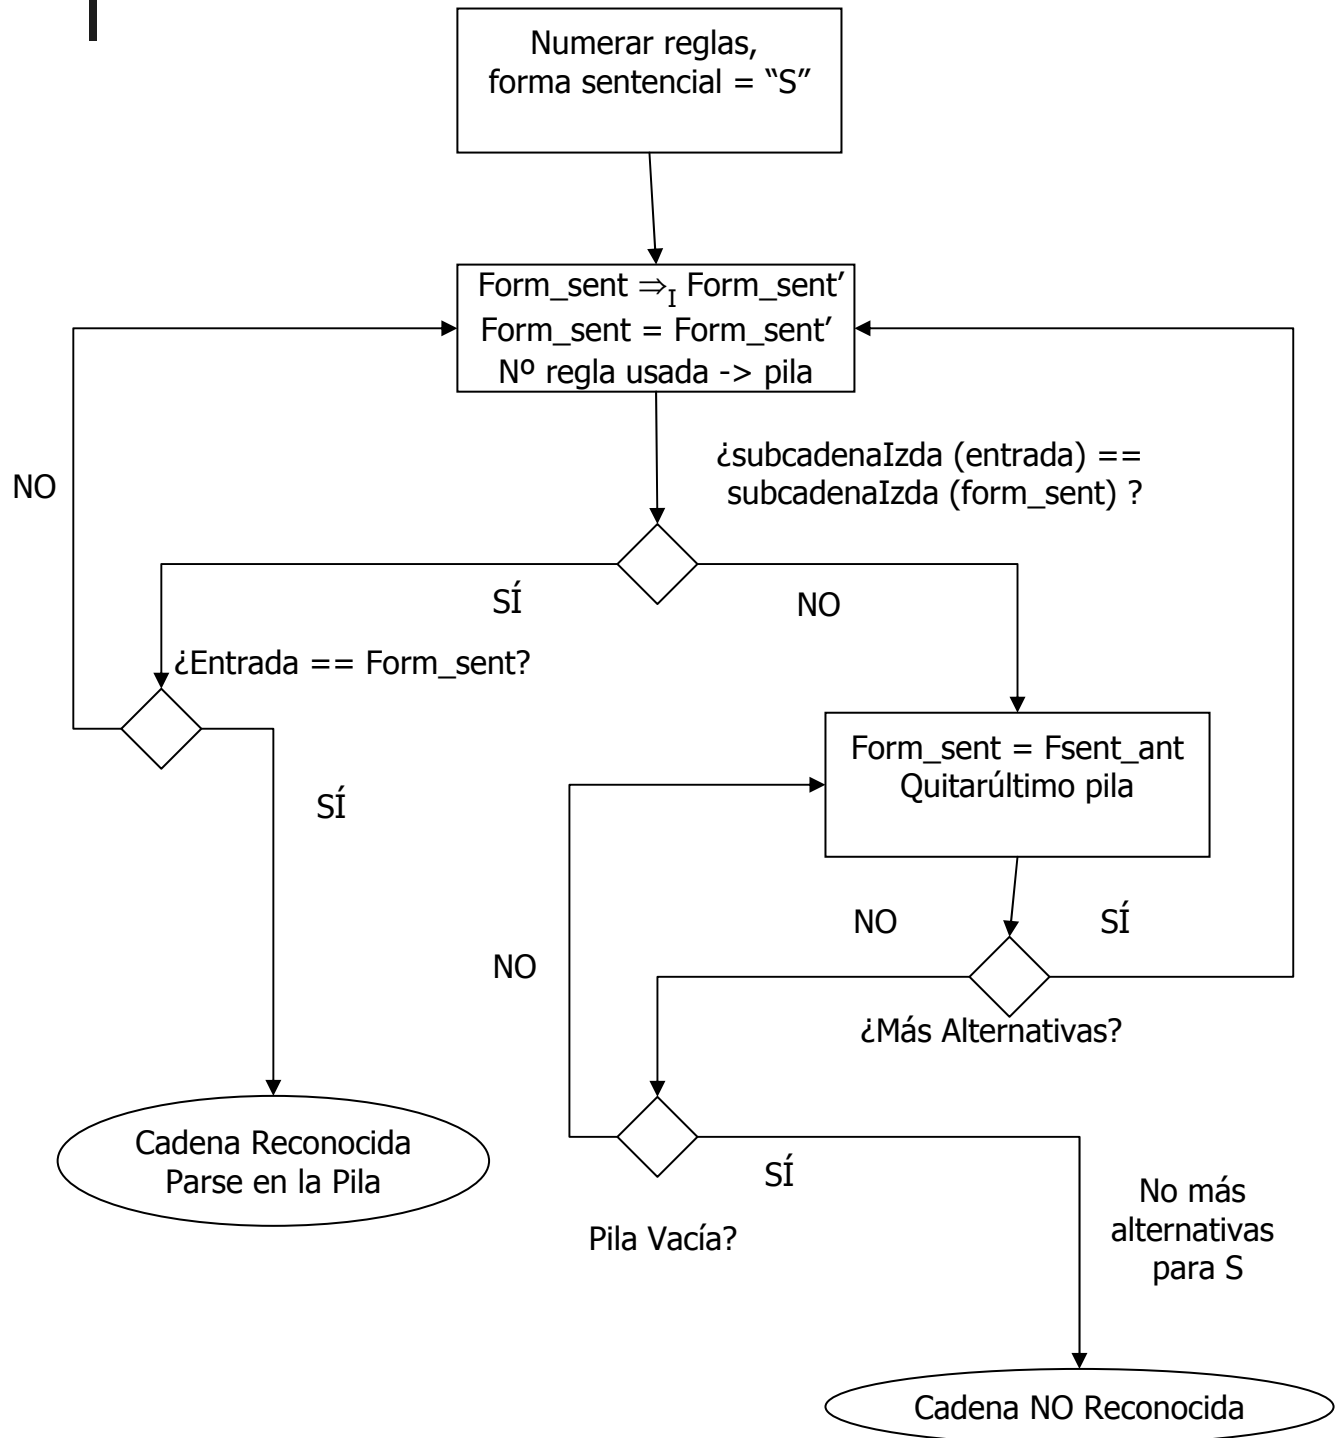 Numerar reglas,
forma sentencial = “S”
Form_sent ⇒I Form_sent’
Form_sent = Form_sent’
Nº regla usada -> pila
¿subcadenaIzda (entrada) ==
subcadenaIzda (form_sent) ?
NO
SÍ
NO
¿Entrada == Form_sent?
Form_sent = Fsent_ant
Quitarúltimo pila
SÍ
NO
SÍ
NO
¿Más Alternativas?
Cadena Reconocida
Parse en la Pila
SÍ
Pila Vacía?
No más
alternativas
para S
Cadena NO Reconocida